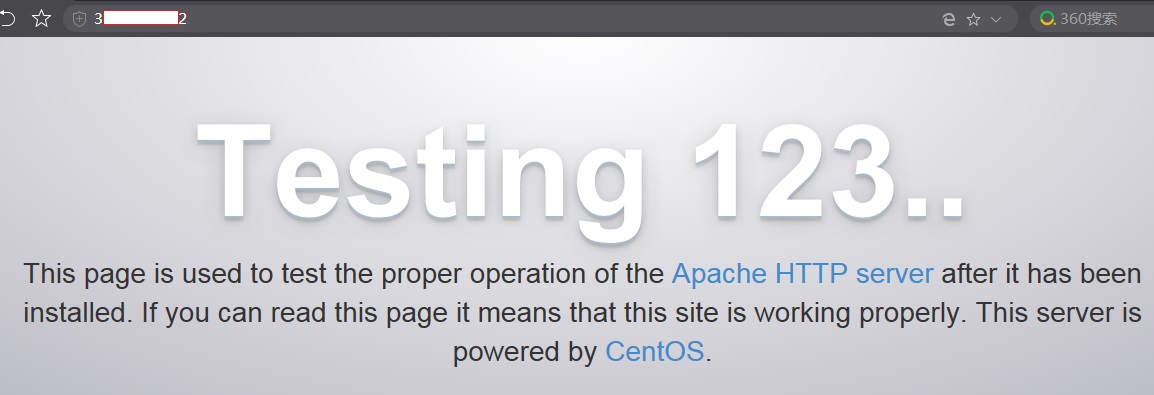 3 2
360搜索
Testing 123..
This page is used to test the proper operation of the Apache HTTP server after it has been
installed. If you can read this page it means that this site is working properly. This server is
powered by CentOS.